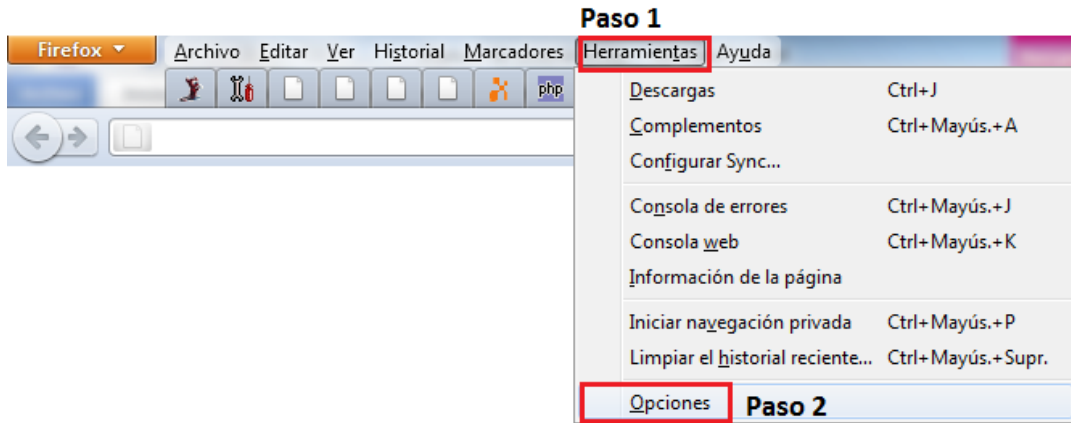 Paso 1
Firefox Archivo Editar Ver Historial Marcadores Herramientas Ayuda
php
Descargas Ctrl+J
Complementos Ctrl+Mayús.+A
Configurar Sync...
Consola de errores Ctrl+Mayús.+J
Consola web Ctrl+Mayús.+K
Información de la página
Iniciar navegación privada Ctrl+Mayús.+P
Limpiar el historial reciente... Ctrl+Mayús.+Supr.
Opciones Paso 2